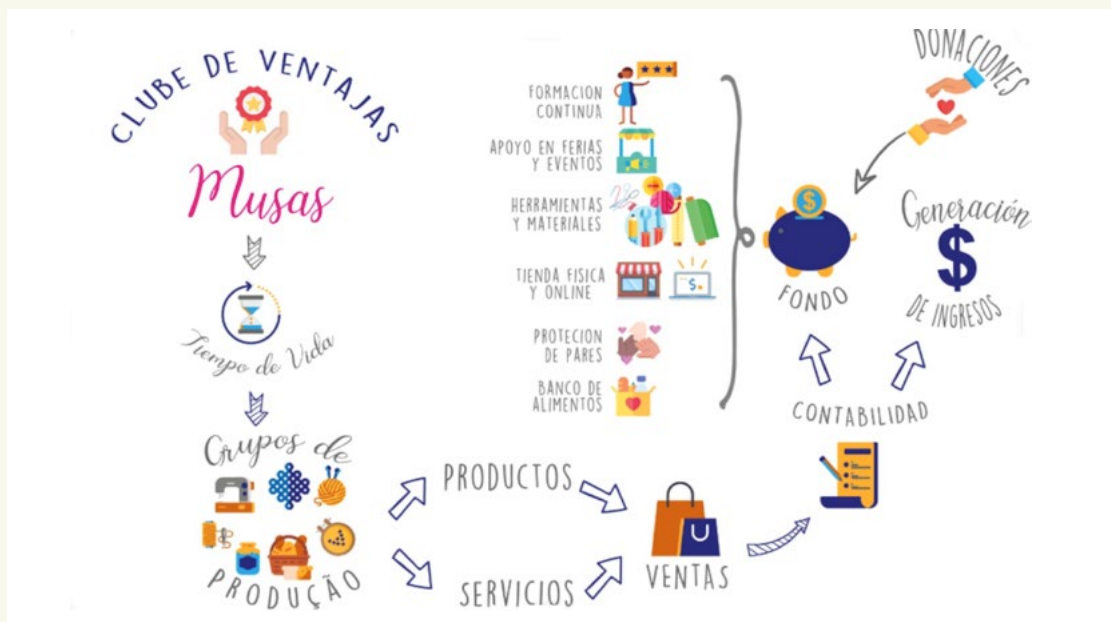 CLUBE DE VENTAJAS
Musas
Tiempo de Vida
Grupos de
PRODUÇÃO
PRODUCTOS
SERVICIOS
VENTAS
CONTABILIDAD
FONDO
Generación
$
DE INGRESOS
DONACIONES
FORMACION
CONTINUA
APOYO EN FERIAS
Y EVENTOS
HERRAMIENTAS
Y MATERIALES
TIENDA FISICA
Y ONLINE
PROTECION
DE PARES
BANCO DE
ALIMENTOS